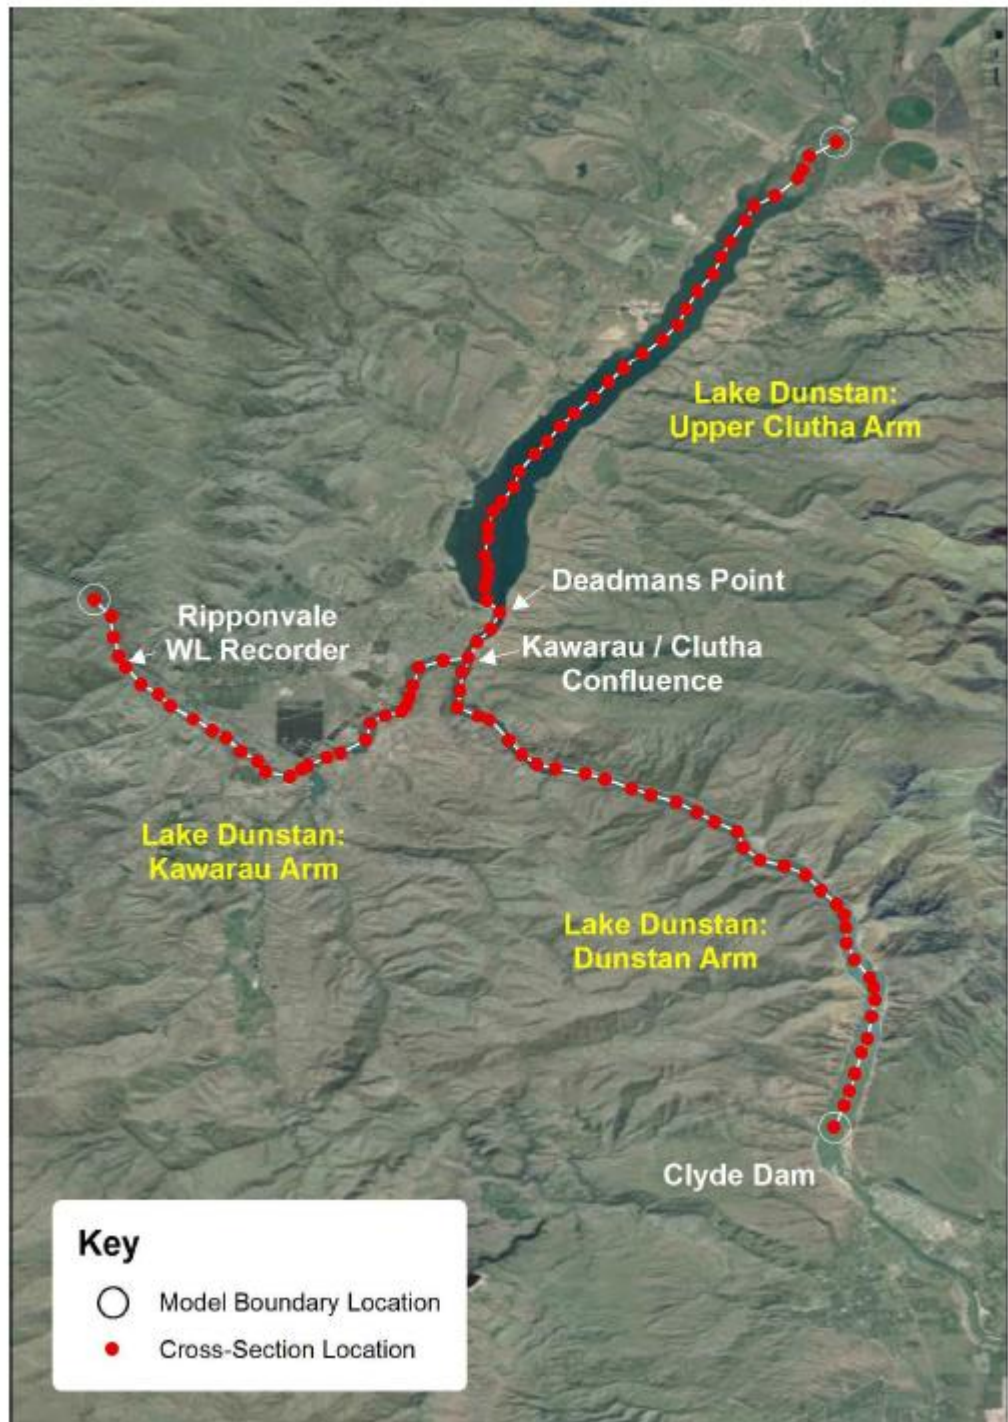 Lake Dunstan:
Upper Clutha Arm
Deadmans Point
Ripponvale
WL Recorder
Kawarau / Clutha
Confluence
Lake Dunstan:
Kawarau Arm
Lake Dunstan:
Dunstan Arm
Clyde Dam
Key
Model Boundary Location
Cross-Section Location